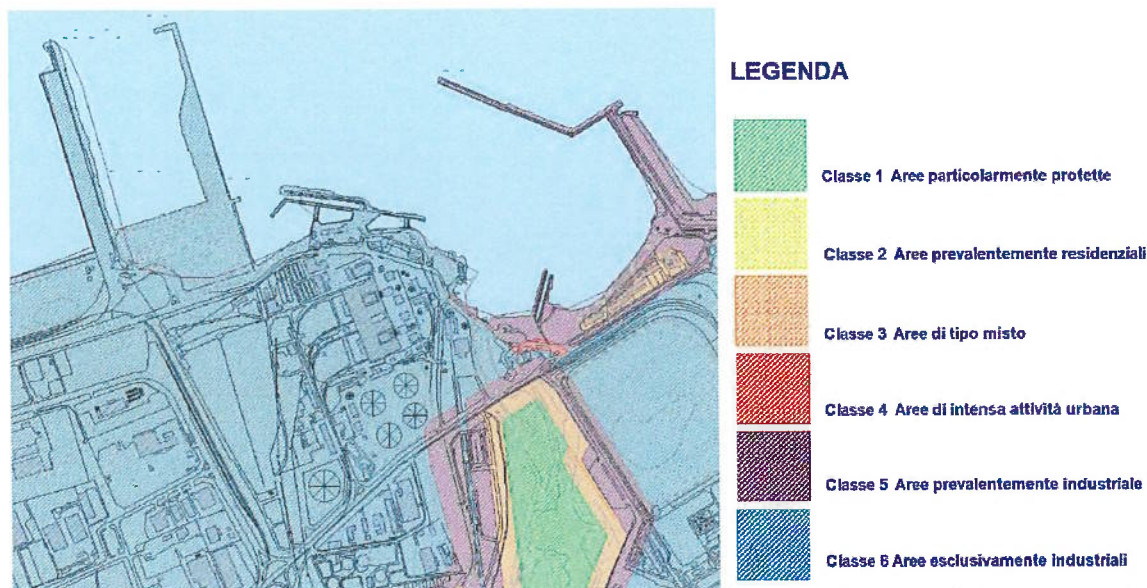 LEGENDA
Classe 1 Aree particolarmente protette
Classe 2 Aree prevalentemente residenziali
Classe 3 Aree di tipo misto
Classe 4 Aree di intensa attività urbana
Classe 5 Aree prevalentemente industriale
Classe 6 Aree esclusivamente industriali